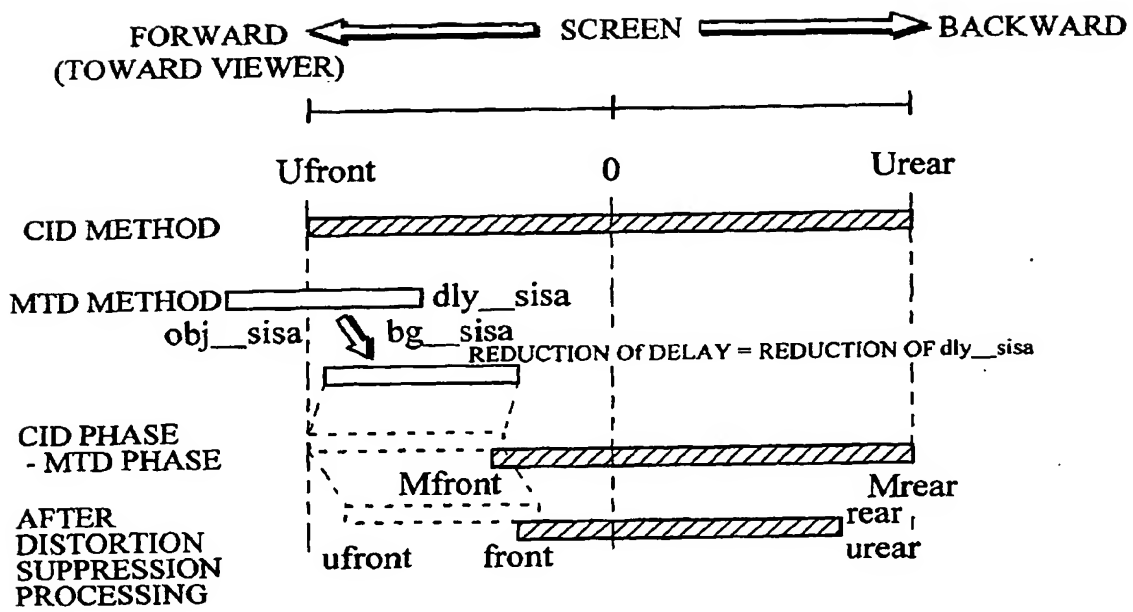 FORWARD
(TOWARD VIEWER)
SCREEN
BACKWARD
Ufront
0
Urear
CID METHOD
MTD METHOD
dly__sisa
obj__sisa
bg__sisa
REDUCTION Of DELAY = REDUCTION OF dly__sisa
CID PHASE
- MTD PHASE
Mfront
Mrear
AFTER
DISTORTION
SUPPRESSION
PROCESSING
ufront
front
rear
urear